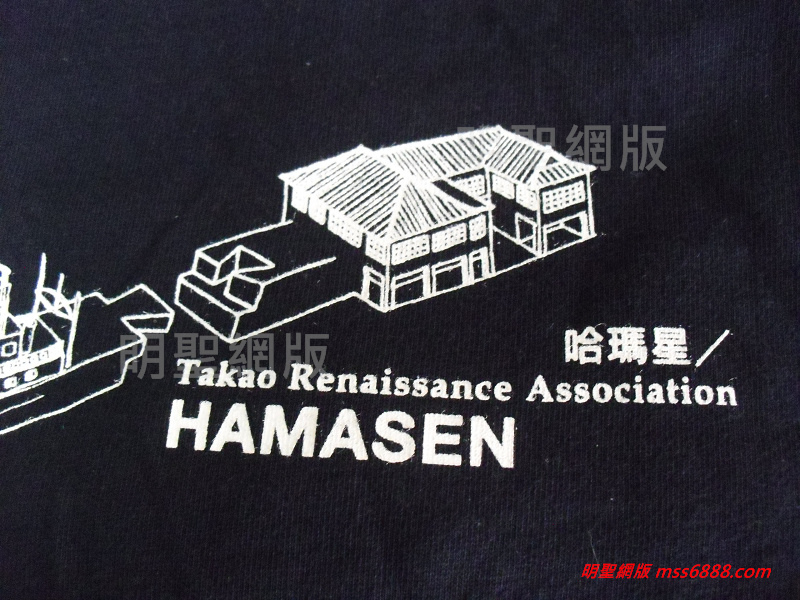 明聖網版
明聖網版
哈瑪星／
Takao Renaissance Association
HAMASEN
明聖網版 mss6888.com